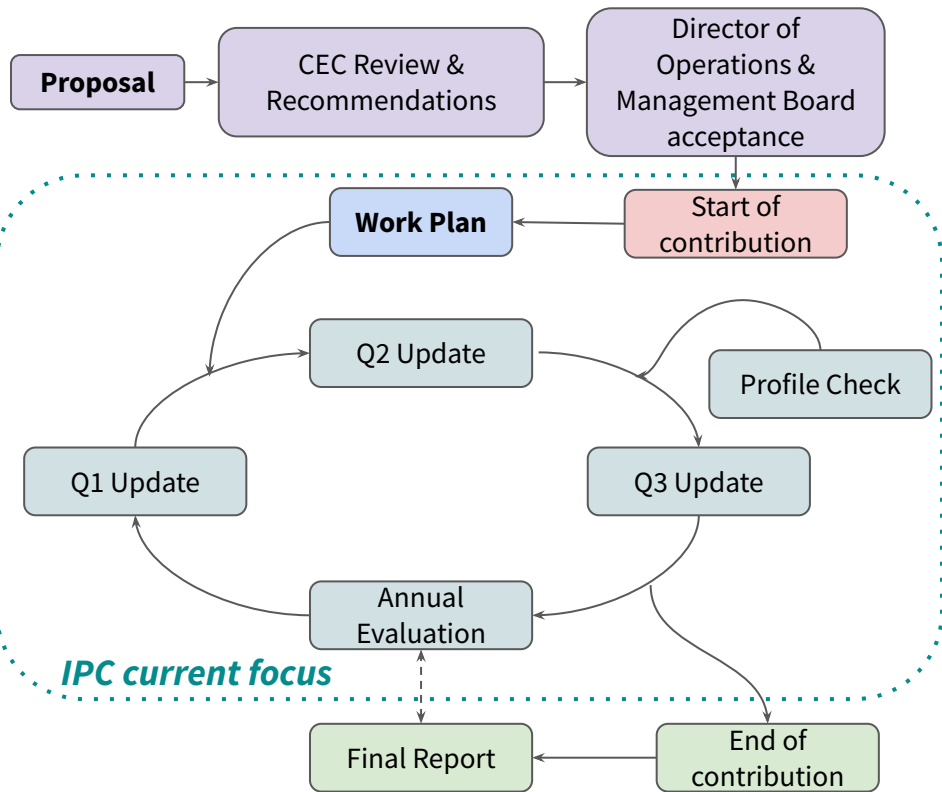 Proposal
CEC Review &
Recommendations
Director of
Operations &
Management Board
acceptance
Work Plan
Start of
contribution
Q2 Update
Profile Check
Q1 Update
Q3 Update
Annual
Evaluation
IPC current focus
Final Report
End of
contribution